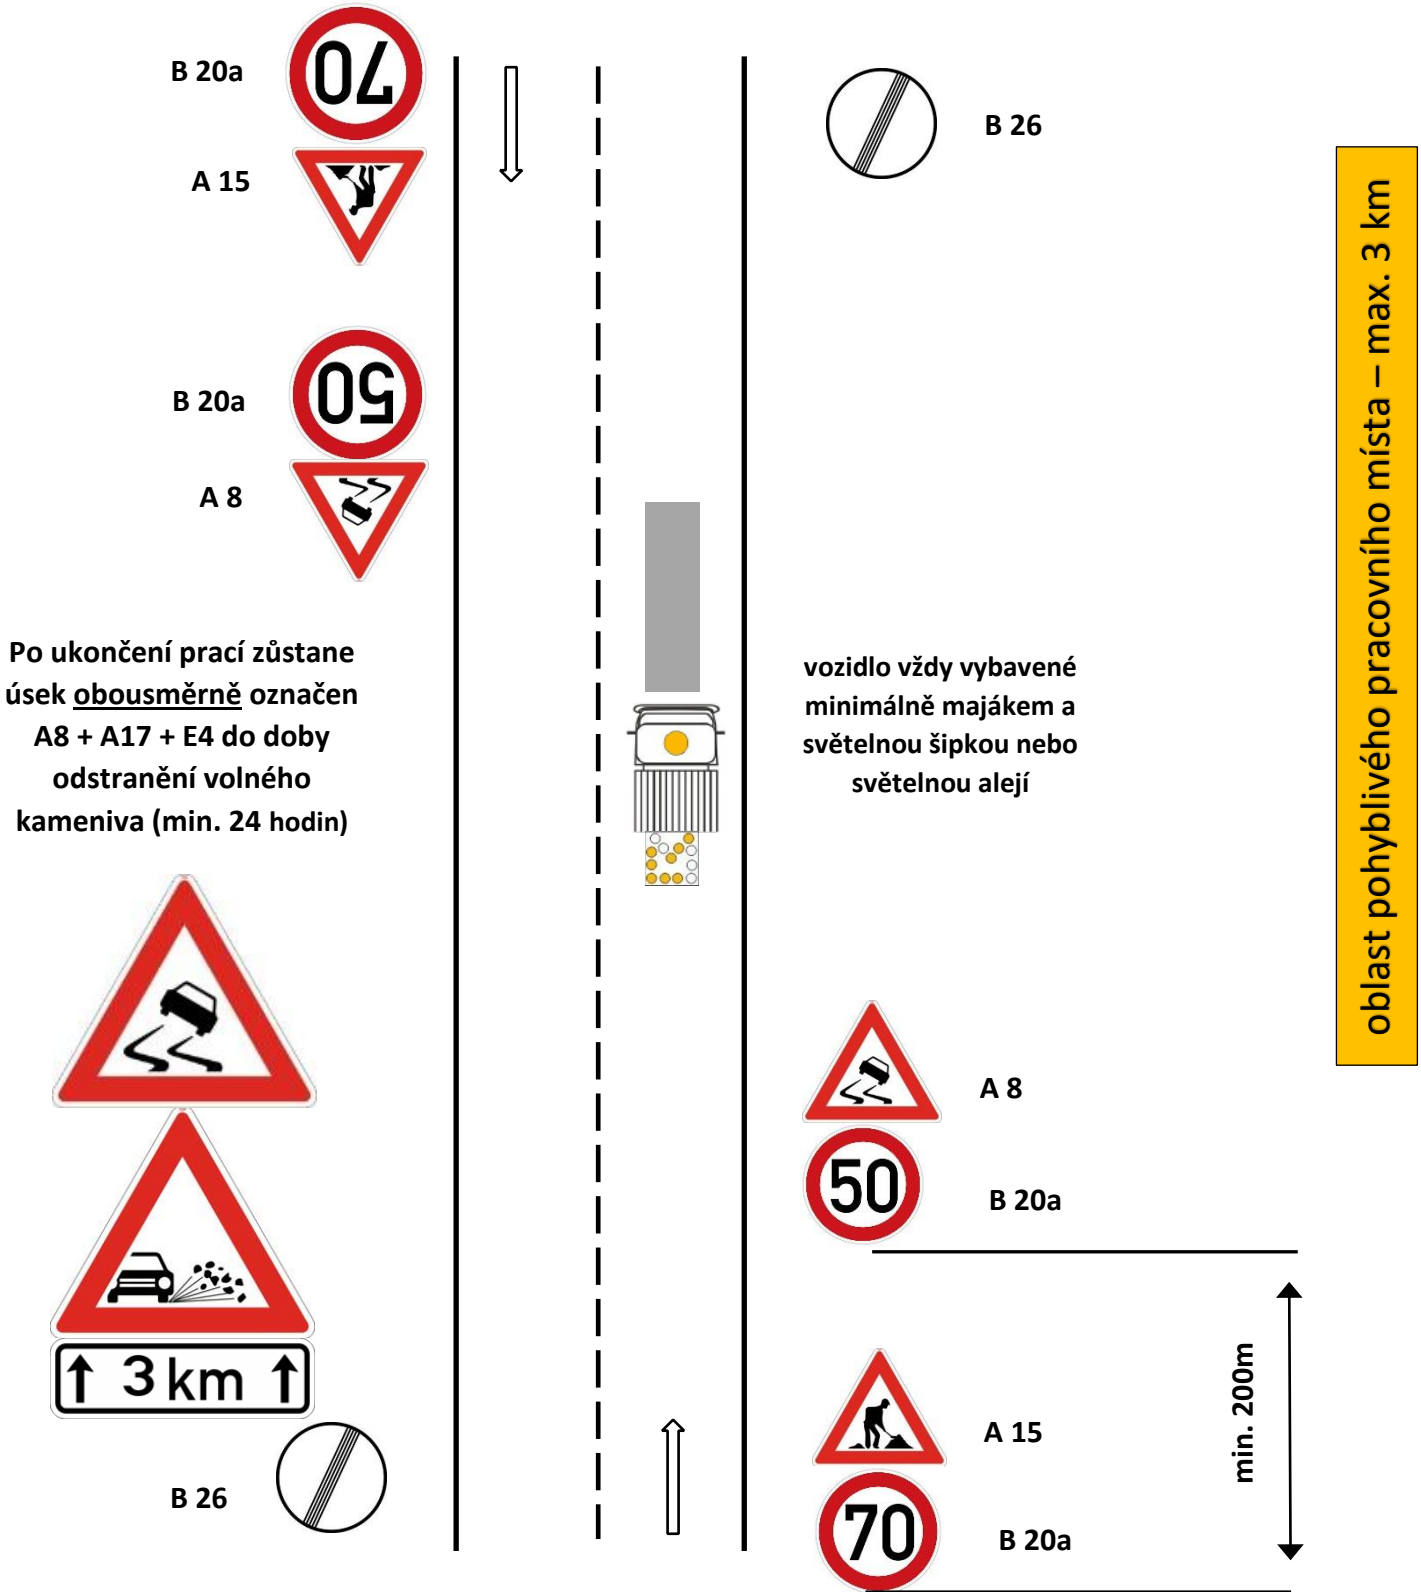 70
B 20a
A 15
B 26
50
B 20a
A 8
Po ukončení prací zůstane
úsek obousměrně označen
A8 + A17 + E4 do doby
odstranění volného
kameniva (min. 24 hodin)
vozidlo vždy vybavené
minimálně majákem a
světelnou šipkou nebo
světelnou alejí
oblast pohyblivého pracovního místa – max. 3 km
A 8
50
B 20a
3 km
B 26
min. 200m
A 15
70
B 20a